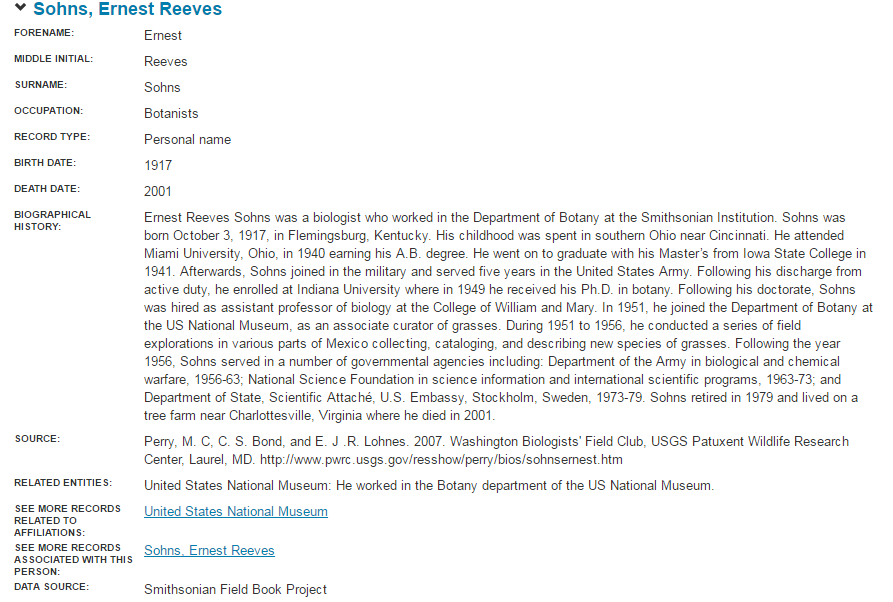 Sohns, Ernest Reeves
FORENAME: Ernest
MIDDLE INITIAL: Reeves
SURNAME: Sohns
OCCUPATION: Botanists
RECORD TYPE: Personal name
BIRTH DATE: 1917
DEATH DATE: 2001
BIOGRAPHICAL
HISTORY:
Ernest Reeves Sohns was a biologist who worked in the Department of Botany at the Smithsonian Institution. Sohns was
born October 3, 1917, in Flemingsburg, Kentucky. His childhood was spent in southern Ohio near Cincinnati. He attended
Miami University, Ohio, in 1940 earning his A.B. degree. He went on to graduate with his Master's from Iowa State College in
1941. Afterwards, Sohns joined in the military and served five years in the United States Army. Following his discharge from
active duty, he enrolled at Indiana University where in 1949 he received his Ph.D. in botany. Following his doctorate, Sohns
was hired as assistant professor of biology at the College of William and Mary. In 1951, he joined the Department of Botany at
the US National Museum, as an associate curator of grasses. During 1951 to 1956, he conducted a series of field
explorations in various parts of Mexico collecting, cataloging, and describing new species of grasses. Following the year
1956, Sohns served in a number of governmental agencies including: Department of the Army in biological and chemical
warfare, 1956-63; National Science Foundation in science information and international scientific programs, 1963-73; and
Department of State, Scientific Attaché, U.S. Embassy, Stockholm, Sweden, 1973-79. Sohns retired in 1979 and lived on a
tree farm near Charlottesville, Virginia where he died in 2001.
SOURCE:
Perry, M. C, C. S. Bond, and E. J .R. Lohnes. 2007. Washington Biologists' Field Club, USGS Patuxent Wildlife Research
Center, Laurel, MD. http://www.pwrc.usgs.gov/resshow/perry/bios/sohnsernest.htm
RELATED ENTITIES: United States National Museum: He worked in the Botany department of the US National Museum.
SEE MORE RECORDS
RELATED TO
AFFILIATIONS:
United States National Museum
SEE MORE RECORDS
ASSOCIATED WITH THIS
PERSON:
Sohns, Ernest Reeves
DATA SOURCE: Smithsonian Field Book Project